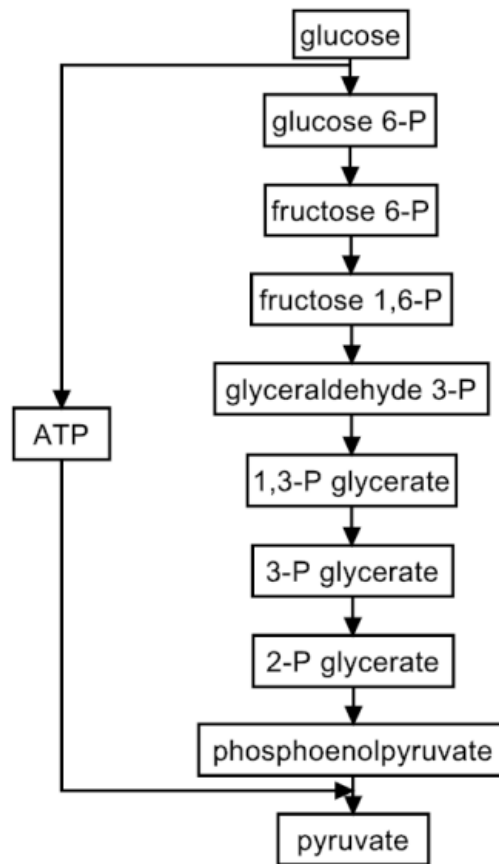 glucose
glucose 6-P
fructose 6-P
fructose 1,6-P
glyceraldehyde 3-P
ATP
1,3-P glycerate
3-P glycerate
2-P glycerate
phosphoenolpyruvate
pyruvate